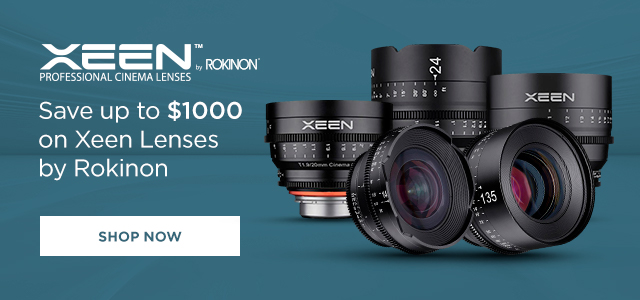 XEEN™ by ROKINON
PROFESSIONAL CINEMA LENSES
Save up to $1000
on Xeen Lenses
by Rokinon
SHOP NOW
24
XEEN
XEEN
135